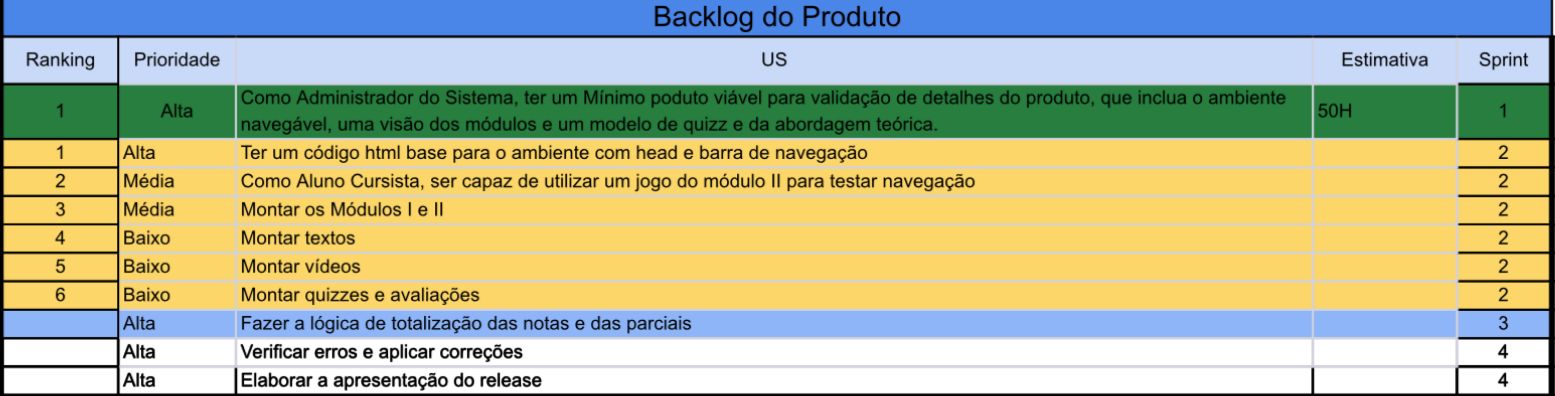 Backlog do Produto
Ranking Prioridade US Estimativa Sprint
1 Alta Como Administrador do Sistema, ter um Mínimo poduto viável para validação de detalhes do produto, que inclua o ambiente 50H 1
navegável, uma visão dos módulos e um modelo de quizz e da abordagem teórica.
1 Alta Ter um código html base para o ambiente com head e barra de navegação 2
2 Média Como Aluno Cursista, ser capaz de utilizar um jogo do módulo II para testar navegação 2
3 Média Montar os Módulos I e II 2
4 Baixo Montar textos 2
5 Baixo Montar vídeos 2
6 Baixo Montar quizzes e avaliações 2
Alta Fazer a lógica de totalização das notas e das parciais 3
Alta Verificar erros e aplicar correções 4
Alta Elaborar a apresentação do release 4